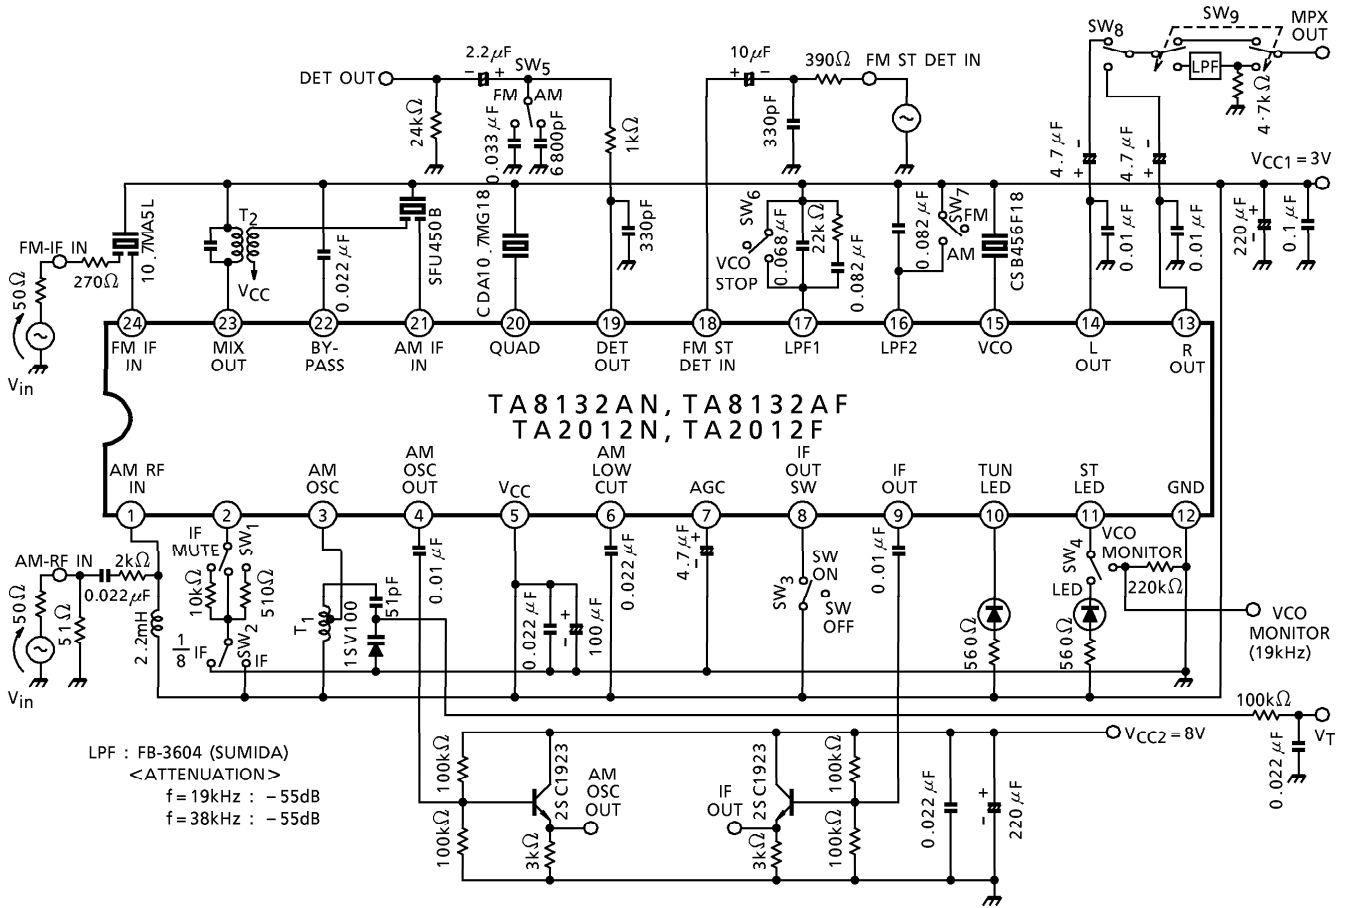 DET OUT
2.2µF
- +
SW5
FM
AM
24kΩ
0.033µF
6800pF
1kΩ
10µF
+ -
390Ω
FM ST DET IN
330pF
SW8
SW9
MPX
OUT
LPF
4.7kΩ
4.7µF
-
+
4.7µF
-
+
VCC1=3V
FM-IF IN
50Ω
270Ω
Vin
10.7MA5L
T2
VCC
0.022µF
SFU450B
CDA10.7MG18
330pF
SW6
VCO
STOP
0.068µF
22kΩ
0.082µF
0.082µF
SW7
FM
AM
CSB456F18
0.01µF
0.01µF
220µF
+
-
0.1µF
24 23 22 21 20 19 18 17 16 15 14 13
FM IF
IN
MIX
OUT
BY-
PASS
AM IF
IN
QUAD
DET
OUT
FM ST
DET IN
LPF1
LPF2
VCO
L
OUT
R
OUT
TA8132AN, TA8132AF
TA2012N, TA2012F
AM RF
IN
AM
OSC
AM
OSC
OUT
VCC
AM
LOW
CUT
AGC
IF
OUT
SW
IF
OUT
TUN
LED
ST
LED
GND
1 2 3 4 5 6 7 8 9 10 11 12
AM-RF IN
50Ω
51Ω
Vin
2kΩ
0.022µF
2.2mH
IF
MUTE
SW1
10kΩ
510Ω
1/8 IF
SW2
IF
T1
1SV100
51pF
0.01µF
0.022µF
+
-
100µF
0.022µF
4.7µF
+
-
SW3
SW
ON
SW
OFF
0.01µF
560Ω
SW4
VCO
MONITOR
LED
220kΩ
560Ω
VCO
MONITOR
(19kHz)
100kΩ
VT
0.022µF
VCC2=8V
LPF : FB-3604 (SUMIDA)
<ATTENUATION>
f=19kHz : -55dB
f=38kHz : -55dB
100kΩ
100kΩ
2SC1923
3kΩ
AM
OSC
OUT
IF
OUT
2SC1923
3kΩ
100kΩ
100kΩ
0.022µF
+
-
220µF